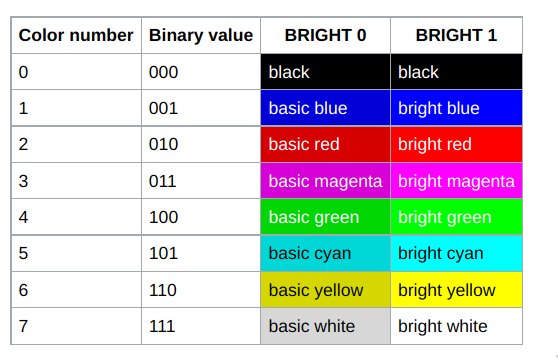 Color number Binary value BRIGHT 0 BRIGHT 1
0 000 black black
1 001 basic blue bright blue
2 010 basic red bright red
3 011 basic magenta bright magenta
4 100 basic green bright green
5 101 basic cyan bright cyan
6 110 basic yellow bright yellow
7 111 basic white bright white